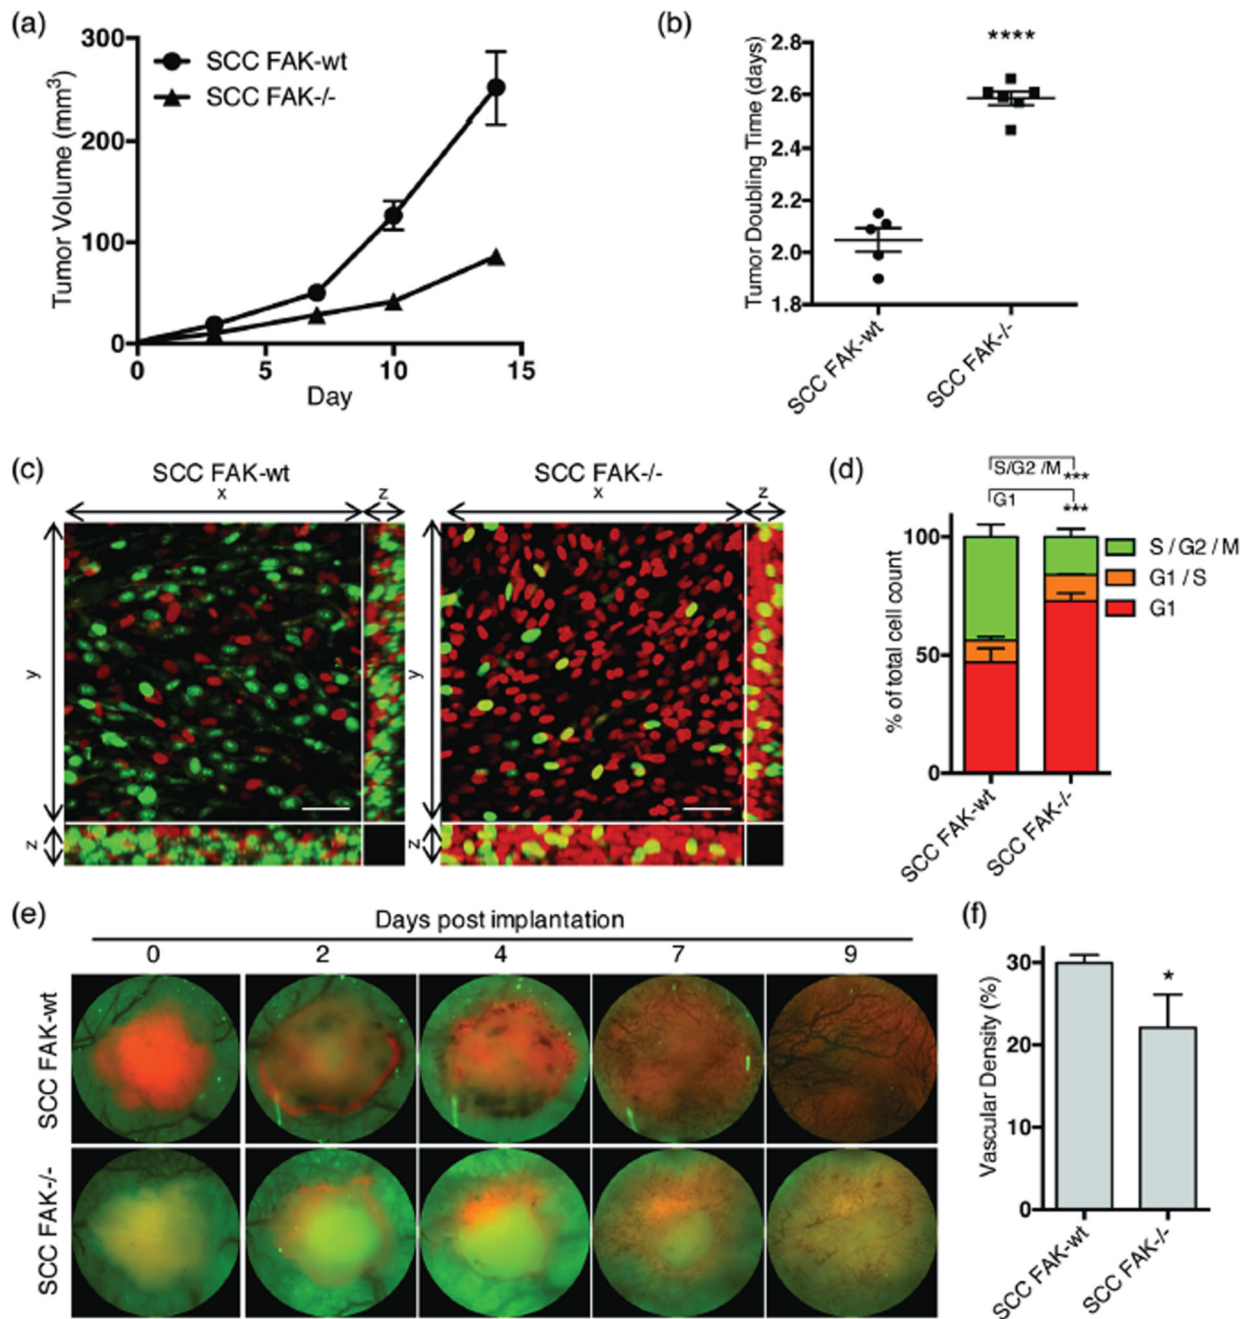 (a)
300
200
100
0
Tumor Volume (mm³)
SCC FAK-wt
SCC FAK-/-
0 5 10 15
Day
(b)
****
2.8
2.6
2.4
2.2
2.0
1.8
Tumor Doubling Time (days)
SCC FAK-wt
SCC FAK-/-
(c)
SCC FAK-wt
x z
y
z
SCC FAK-/-
x z
y
z
(d)
S/G2 /M
***
G1
***
100
50
0
% of total cell count
S / G2 / M
G1 / S
G1
SCC FAK-wt
SCC FAK-/-
(e)
Days post implantation
0 2 4 7 9
SCC FAK-wt
SCC FAK-/-
(f)
30
20
10
0
*
Vascular Density (%)
SCC FAK-wt
SCC FAK-/-